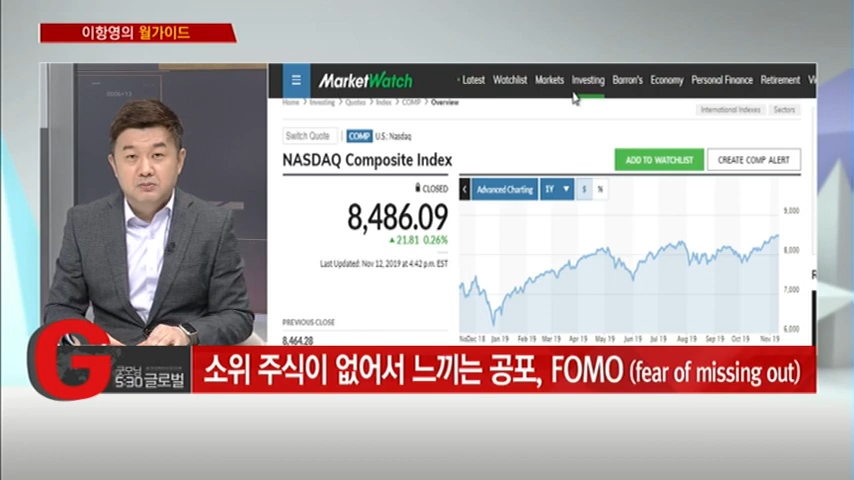 이항영의 월가이드
MarketWatch
Latest Watchlist Markets Investing Barron's Economy Personal Finance Retirement
Home > Investing > Quotes > Index > COMP > Overview
International Indexes Sectors
Switch Quote COMP U.S.: Nasdaq
NASDAQ Composite Index
ADD TO WATCHLIST CREATE COMP ALERT
CLOSED
8,486.09
21.81 0.26%
Last Updated: Nov 12, 2019 at 4:42 p.m. EST
PREVIOUS CLOSE
8,464.28
Advanced Charting 1Y $ %
9,000
8,000
7,000
6,000
Dec 18 Jan 19 Mar 19 Apr 19 May 19 Jun 19 Jul 19 Aug 19 Sep 19 Oct 19 Nov 19
G
굿모닝
5:30 글로벌
소위 주식이 없어서 느끼는 공포, FOMO (fear of missing out)